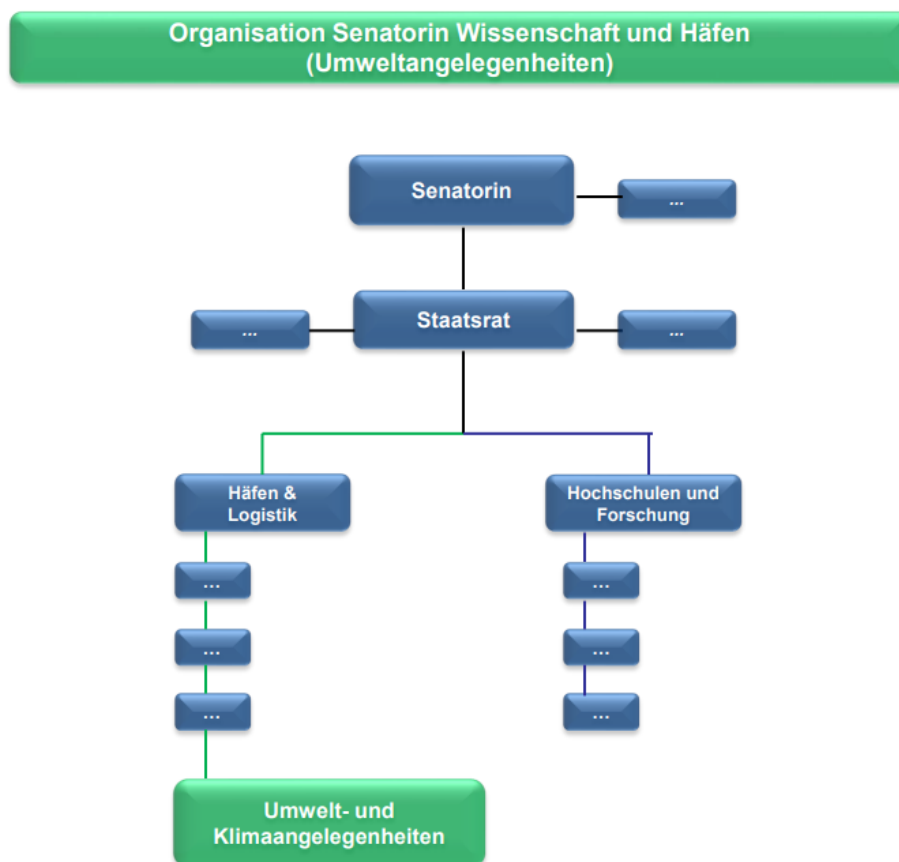 Organisation Senatorin Wissenschaft und Häfen
(Umweltangelegenheiten)
Senatorin
...
Staatsrat
...
...
Häfen &
Logistik
Hochschulen und
Forschung
...
...
...
...
...
...
Umwelt- und
Klimaangelegenheiten